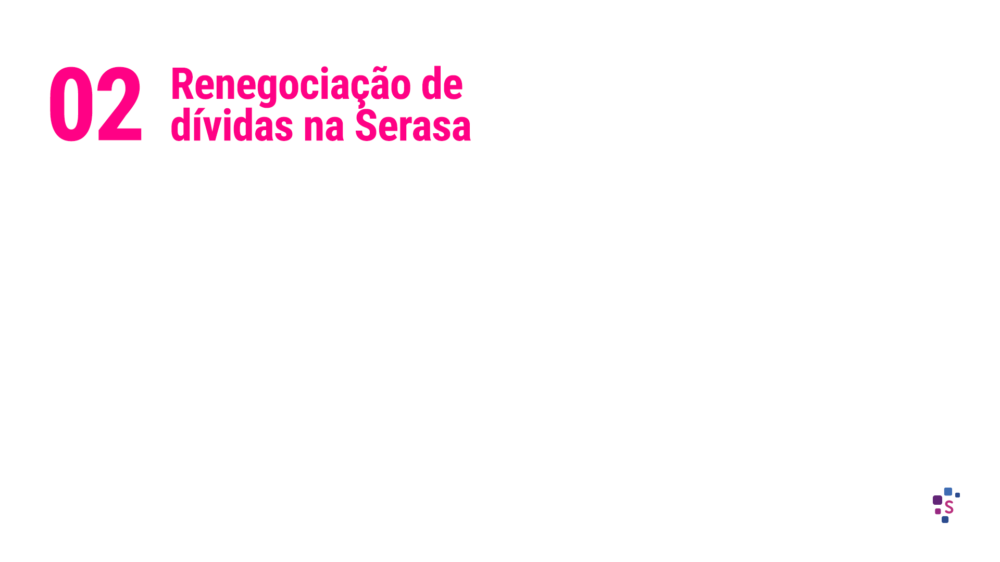 02
Renegociação de
dívidas na Serasa
S